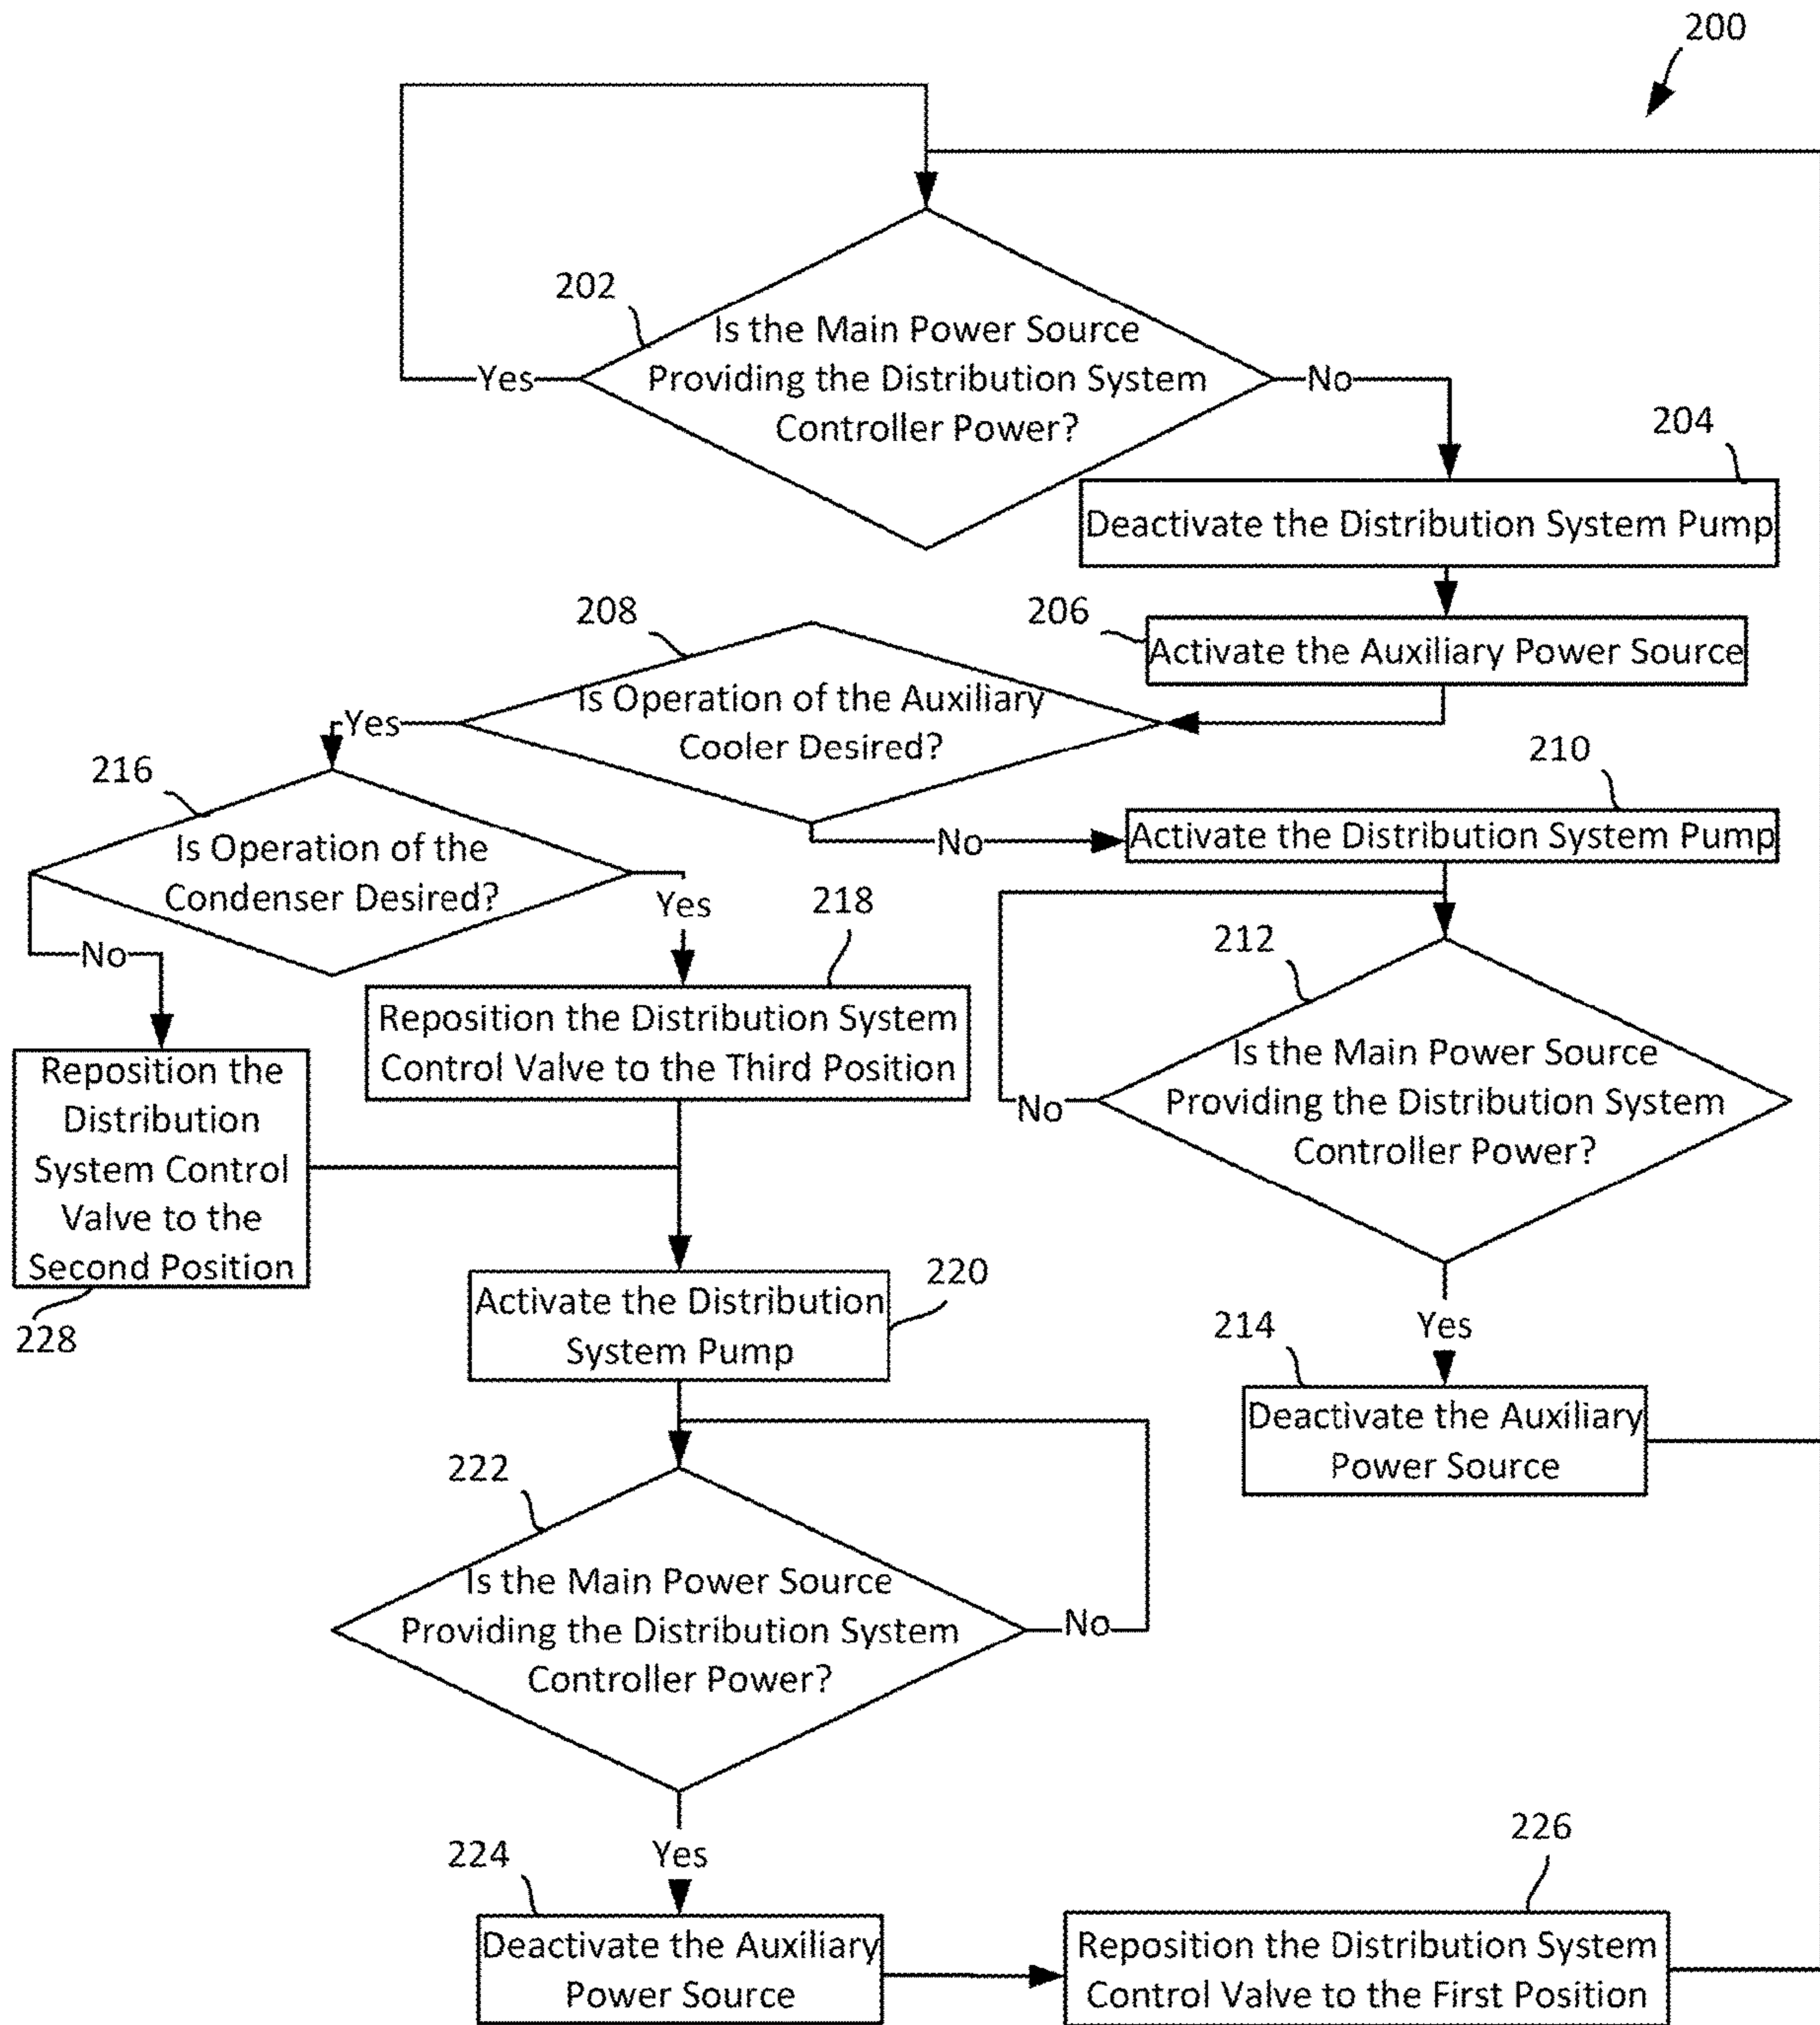 200
202
Is the Main Power Source
Providing the Distribution System
Controller Power?
Yes
No
204
Deactivate the Distribution System Pump
206
Activate the Auxiliary Power Source
208
Is Operation of the Auxiliary
Cooler Desired?
Yes
No
210
Activate the Distribution System Pump
216
Is Operation of the
Condenser Desired?
No
Yes
218
Reposition the Distribution System
Control Valve to the Third Position
212
Is the Main Power Source
Providing the Distribution System
Controller Power?
No
Yes
214
Deactivate the Auxiliary
Power Source
Reposition the
Distribution
System Control
Valve to the
Second Position
228
220
Activate the Distribution
System Pump
222
Is the Main Power Source
Providing the Distribution System
Controller Power?
No
Yes
224
Deactivate the Auxiliary
Power Source
226
Reposition the Distribution System
Control Valve to the First Position